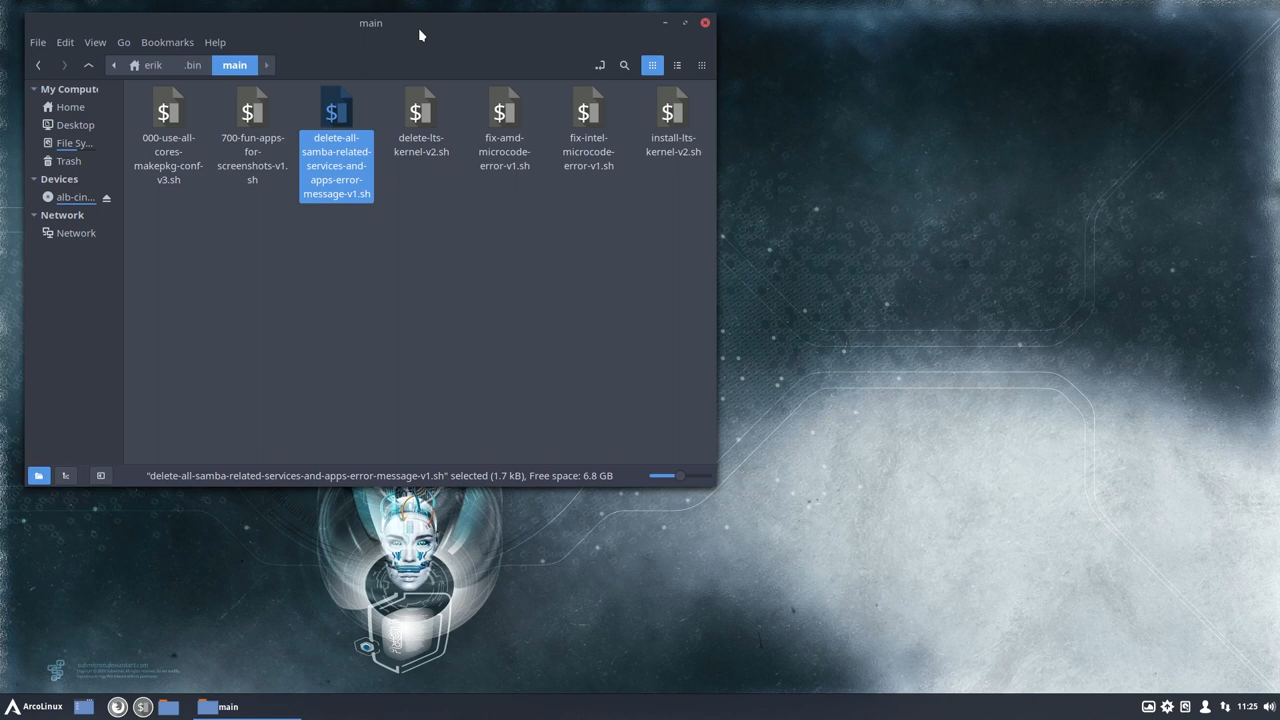 main
File Edit View Go Bookmarks Help
erik .bin main
My Comput
Home
Desktop
File Sy...
Trash
Devices
alb-cin...
Network
Network
000-use-all-
cores-
makepkg-conf-
v3.sh
700-fun-apps-
for-
screenshots-v1.
sh
delete-all-
samba-related-
services-and-
apps-error-
message-v1.sh
delete-lts-
kernel-v2.sh
fix-amd-
microcode-
error-v1.sh
fix-intel-
microcode-
error-v1.sh
install-lts-
kernel-v2.sh
"delete-all-samba-related-services-and-apps-error-message-v1.sh" selected (1.7 kB), Free space: 6.8 GB
ArcoLinux
main
11:25